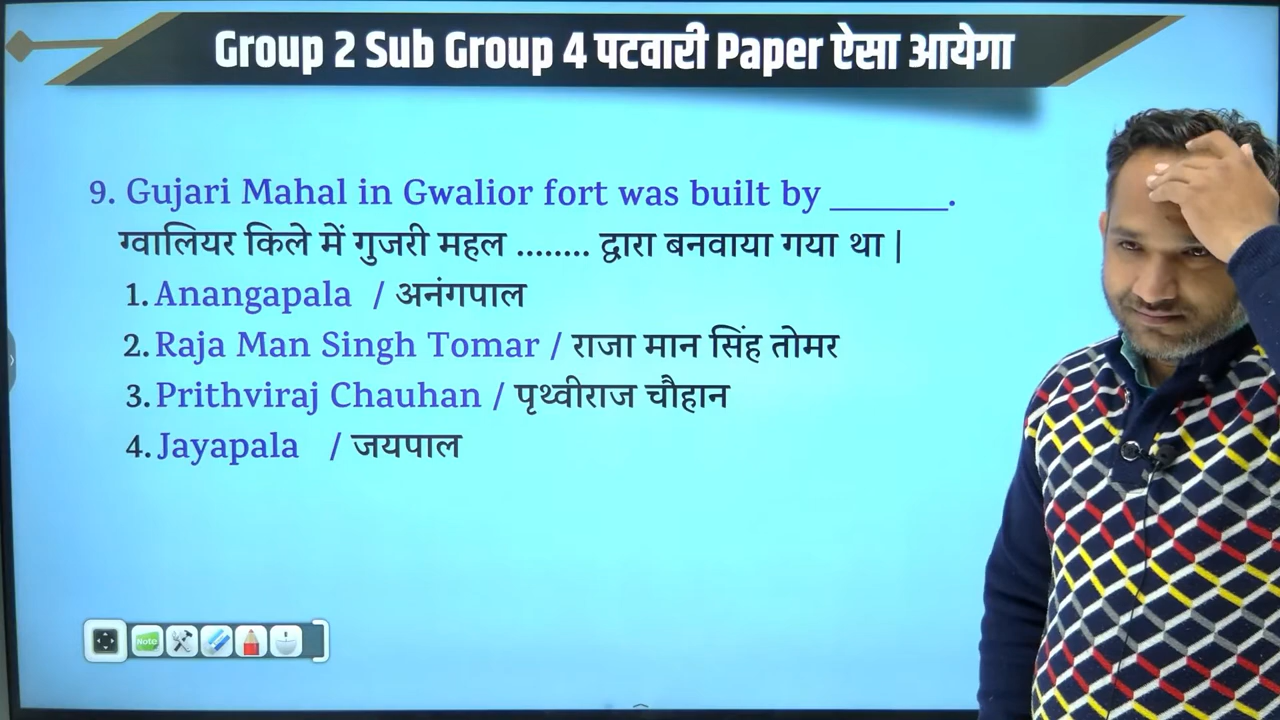 Group 2 Sub Group 4 पटवारी Paper ऐसा आयेगा
9. Gujari Mahal in Gwalior fort was built by ______.
ग्वालियर किले में गुजरी महल ........ द्वारा बनवाया गया था |
1. Anangapala / अनंगपाल
2. Raja Man Singh Tomar / राजा मान सिंह तोमर
3. Prithviraj Chauhan / पृथ्वीराज चौहान
4. Jayapala / जयपाल
Note